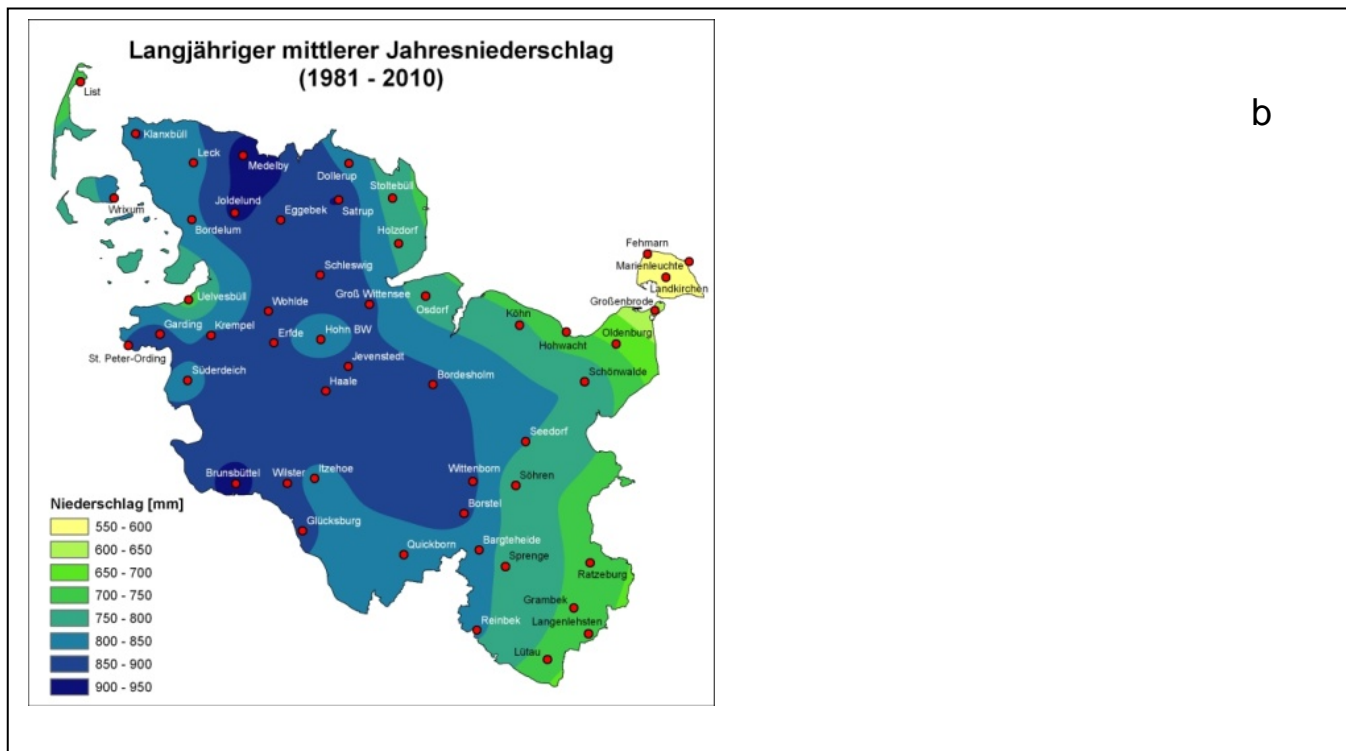 Langjähriger mittlerer Jahresniederschlag
(1981 - 2010)
b
List
Klanxbüll
Leck
Medelby
Dollerup
Stoltebüll
Wrixum
Joldelund
Eggebek
Satrup
Bordelum
Holzdorf
Fehmarn
Marienleuchte
Landkirchen
Schleswig
Uelvesbüll
Wohlde
Groß Wittensee
Osdorf
Großenbrode
Köhn
Garding
Krempel
Erfde
Hohn BW
Hohwacht
Oldenburg
St. Peter-Ording
Jevenstedt
Süderdeich
Haale
Bordesholm
Schönwalde
Seedorf
Brunsbüttel
Wilster
Itzehoe
Wittenborn
Söhren
Borstel
Glücksburg
Quickborn
Bargteheide
Sprenge
Ratzeburg
Grambek
Langenlehsten
Reinbek
Lütau
Niederschlag [mm]
550 - 600
600 - 650
650 - 700
700 - 750
750 - 800
800 - 850
850 - 900
900 - 950